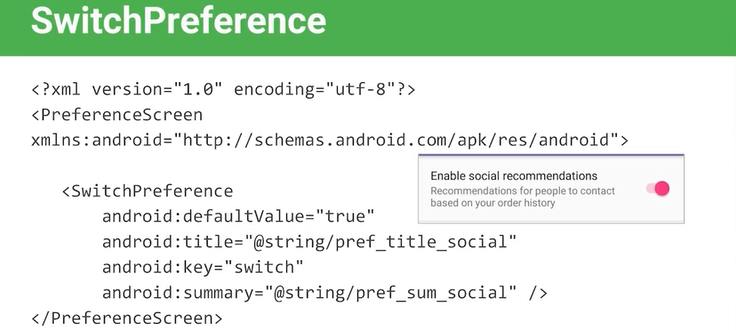 SwitchPreference
<?xml version="1.0" encoding="utf-8"?>
<PreferenceScreen
xmlns:android="http://schemas.android.com/apk/res/android">
Enable social recommendations
Recommendations for people to contact
based on your order history
<SwitchPreference
android:defaultValue="true"
android:title="@string/pref_title_social"
android:key="switch"
android:summary="@string/pref_sum_social" />
</PreferenceScreen>